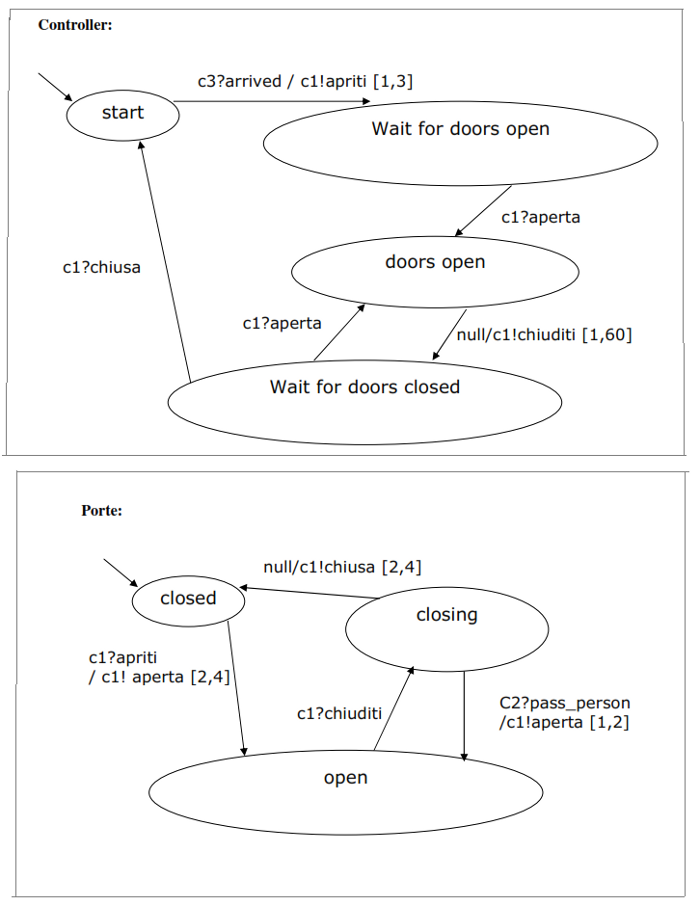 Controller:
c3?arrived / c1!apriti [1,3]
start
Wait for doors open
c1?aperta
c1?chiusa
doors open
c1?aperta
null/c1!chiuditi [1,60]
Wait for doors closed
Porte:
null/c1!chiusa [2,4]
closed
closing
c1?apriti
/ c1! aperta [2,4]
c1?chiuditi
C2?pass_person
/c1!aperta [1,2]
open